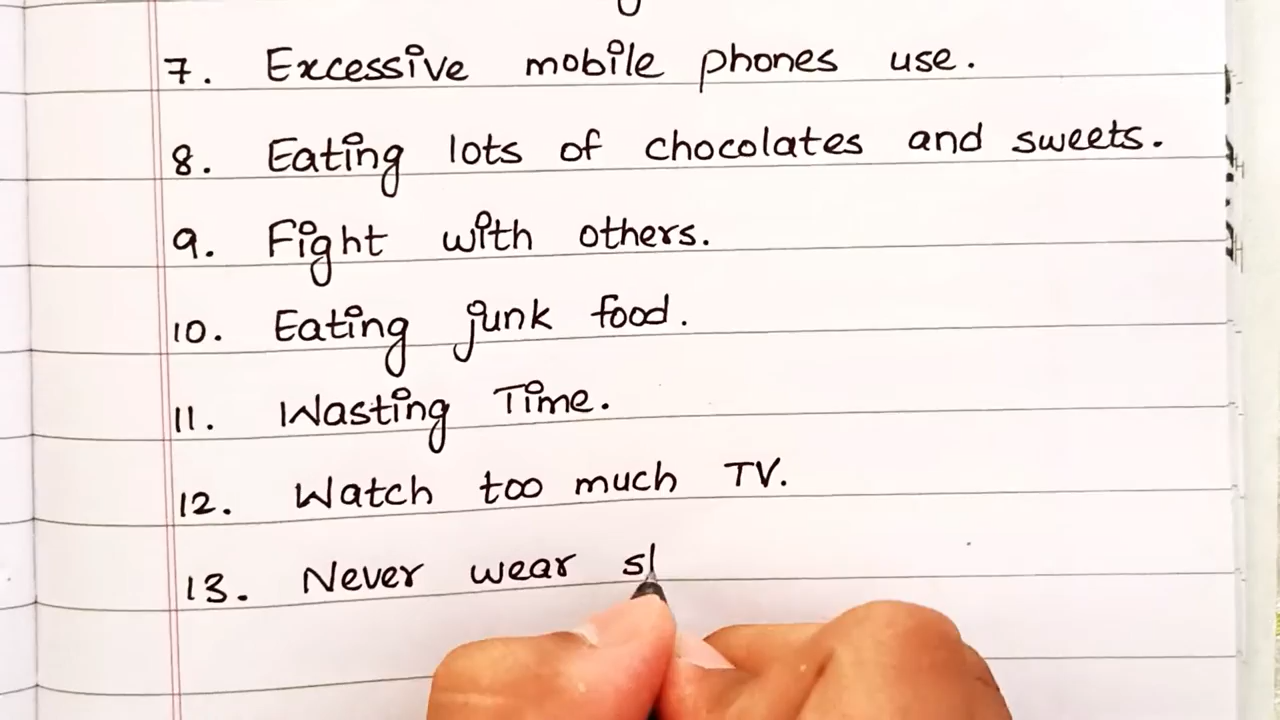 7. Excessive mobile phones use.
8. Eating lots of chocolates and sweets.
9. Fight with others.
10. Eating junk food.
11. Wasting Time.
12. Watch too much TV.
13. Never wear sl